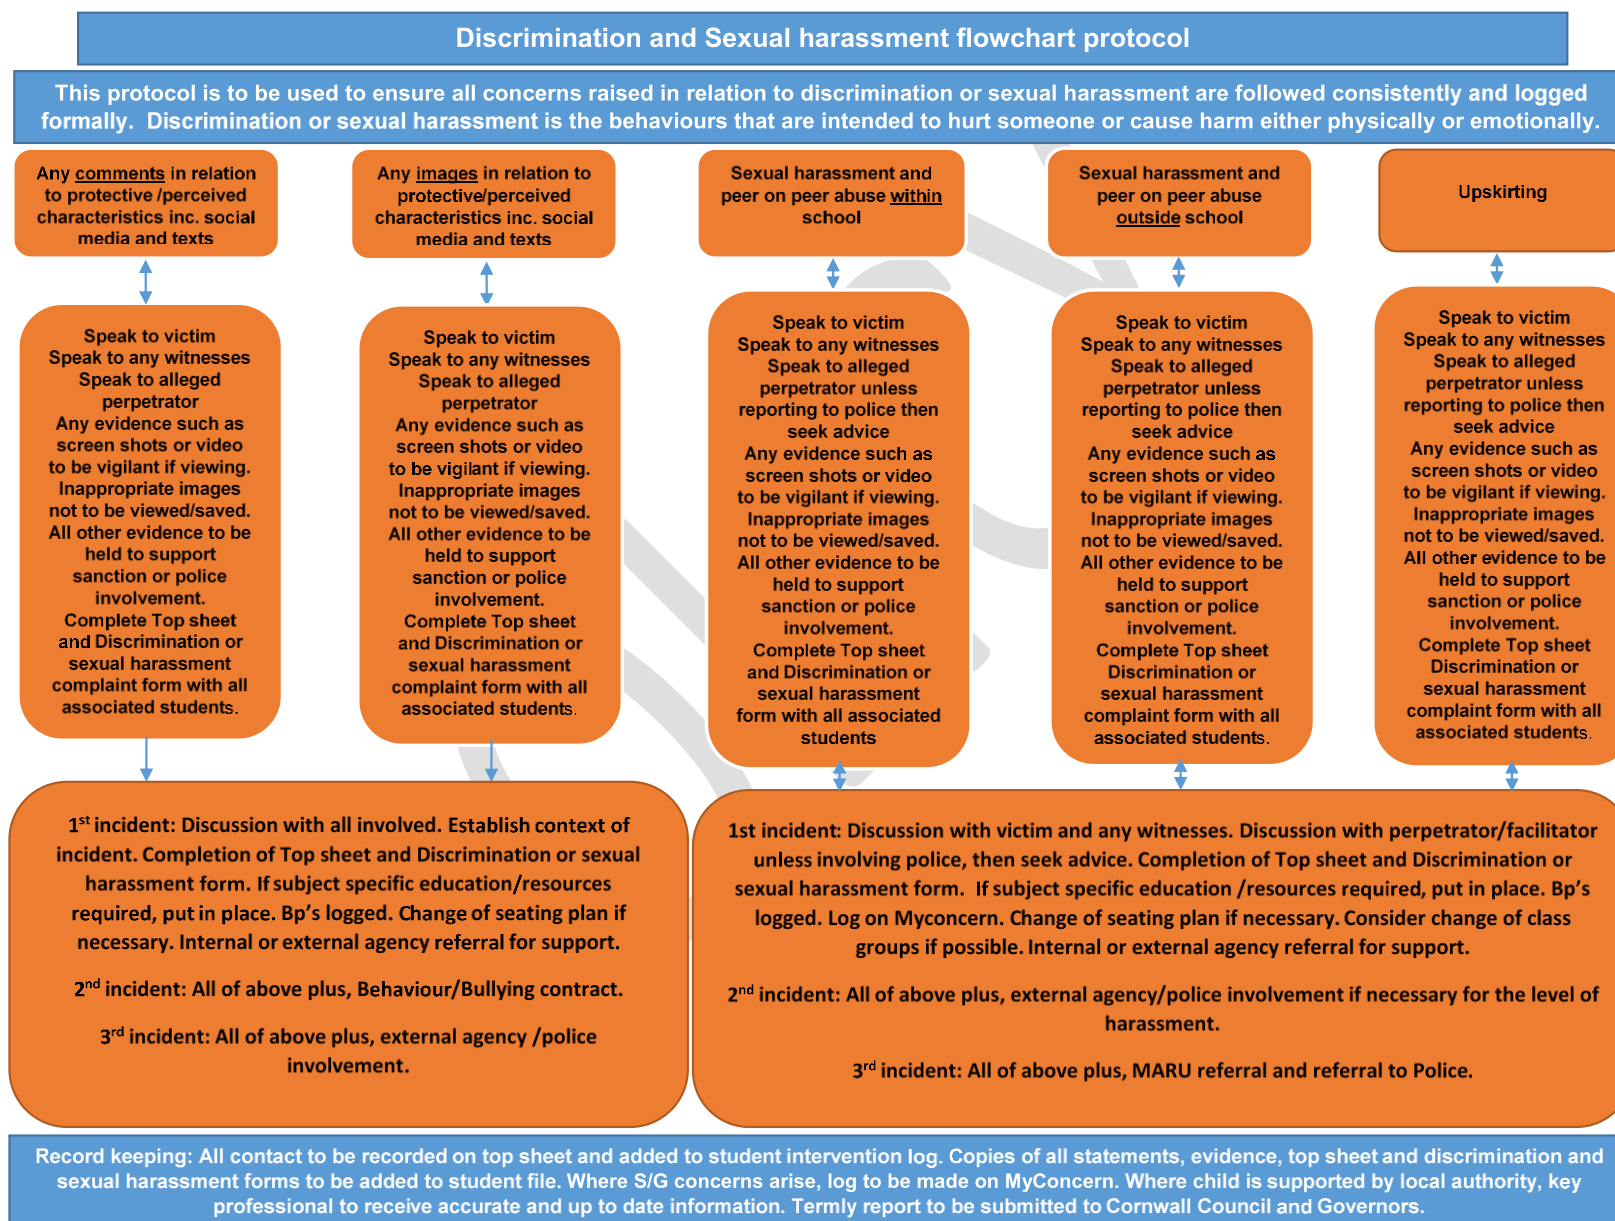 Discrimination and Sexual harassment flowchart protocol
This protocol is to be used to ensure all concerns raised in relation to discrimination or sexual harassment are followed consistently and logged
formally. Discrimination or sexual harassment is the behaviours that are intended to hurt someone or cause harm either physically or emotionally.
Any comments in relation
to protective /perceived
characteristics inc. social
media and texts
Any images in relation to
protective/perceived
characteristics inc. social
media and texts
Sexual harassment and
peer on peer abuse within
school
Sexual harassment and
peer on peer abuse
outside school
Upskirting
Speak to victim
Speak to any witnesses
Speak to alleged
perpetrator
Any evidence such as
screen shots or video
to be vigilant if viewing.
Inappropriate images
not to be viewed/saved.
All other evidence to be
held to support
sanction or police
involvement.
Complete Top sheet
and Discrimination or
sexual harassment
complaint form with all
associated students.
Speak to victim
Speak to any witnesses
Speak to alleged
perpetrator
Any evidence such as
screen shots or video
to be vigilant if viewing.
Inappropriate images
not to be viewed/saved.
All other evidence to be
held to support
sanction or police
involvement.
Complete Top sheet
and Discrimination or
sexual harassment
complaint form with all
associated students.
Speak to victim
Speak to any witnesses
Speak to alleged
perpetrator unless
reporting to police then
seek advice
Any evidence such as
screen shots or video
to be vigilant if viewing.
Inappropriate images
not to be viewed/saved.
All other evidence to be
held to support
sanction or police
involvement.
Complete Top sheet
and Discrimination or
sexual harassment
form with all associated
students
Speak to victim
Speak to any witnesses
Speak to alleged
perpetrator unless
reporting to police then
seek advice
Any evidence such as
screen shots or video
to be vigilant if viewing.
Inappropriate images
not to be viewed/saved.
All other evidence to be
held to support
sanction or police
involvement.
Complete Top sheet
Discrimination or
sexual harassment
complaint form with all
associated students.
Speak to victim
Speak to any witnesses
Speak to alleged
perpetrator unless
reporting to police then
seek advice
Any evidence such as
screen shots or video
to be vigilant if viewing.
Inappropriate images
not to be viewed/saved.
All other evidence to be
held to support
sanction or police
involvement.
Complete Top sheet
Discrimination or
sexual harassment
complaint form with all
associated students.
1st incident: Discussion with all involved. Establish context of
incident. Completion of Top sheet and Discrimination or sexual
harassment form. If subject specific education/resources
required, put in place. Bp's logged. Change of seating plan if
necessary. Internal or external agency referral for support.
2nd incident: All of above plus, Behaviour/Bullying contract.
3rd incident: All of above plus, external agency /police
involvement.
1st incident: Discussion with victim and any witnesses. Discussion with perpetrator/facilitator
unless involving police, then seek advice. Completion of Top sheet and Discrimination or
sexual harassment form. If subject specific education /resources required, put in place. Bp's
logged. Log on Myconcern. Change of seating plan if necessary. Consider change of class
groups if possible. Internal or external agency referral for support.
2nd incident: All of above plus, external agency/police involvement if necessary for the level of
harassment.
3rd incident: All of above plus, MARU referral and referral to Police.
Record keeping: All contact to be recorded on top sheet and added to student intervention log. Copies of all statements, evidence, top sheet and discrimination and
sexual harassment forms to be added to student file. Where S/G concerns arise, log to be made on MyConcern. Where child is supported by local authority, key
professional to receive accurate and up to date information. Termly report to be submitted to Cornwall Council and Governors.